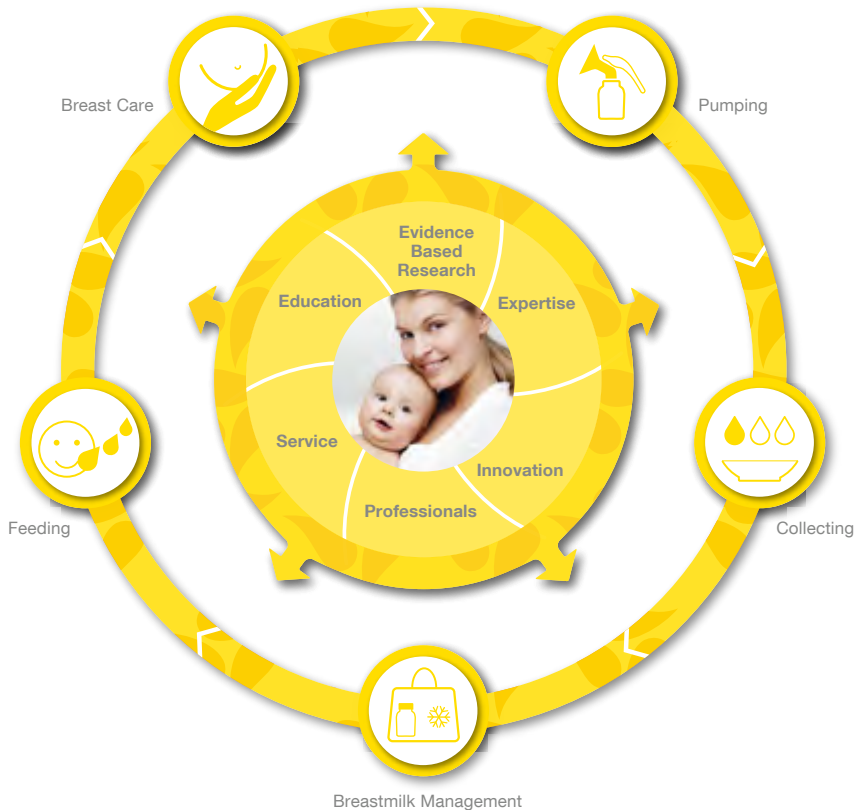 Breast Care
Pumping
Evidence
Based
Research
Education
Expertise
Service
Innovation
Professionals
Feeding
Collecting
Breastmilk Management